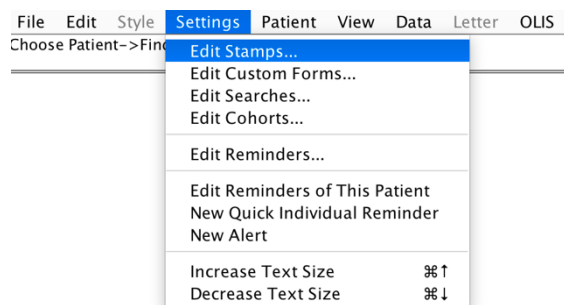 File Edit Style Settings Patient View Data Letter OLIS
Choose Patient->Find
Edit Stamps...
Edit Custom Forms...
Edit Searches...
Edit Cohorts...
Edit Reminders...
Edit Reminders of This Patient
New Quick Individual Reminder
New Alert
Increase Text Size ⌘↑
Decrease Text Size ⌘↓